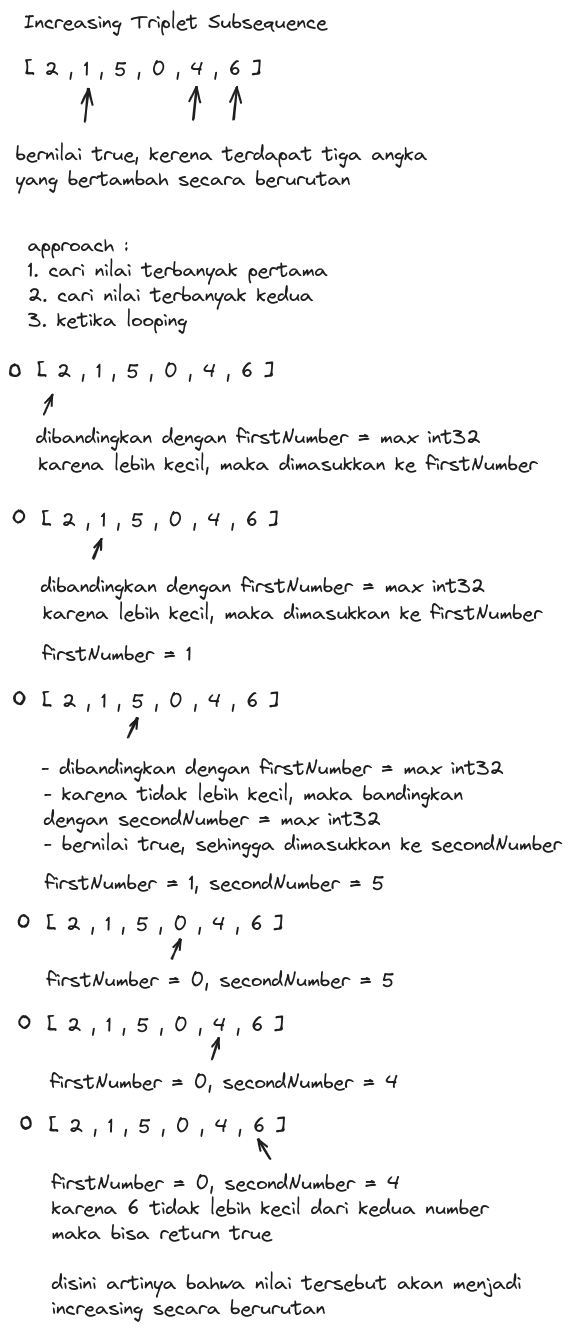 Increasing Triplet Subsequence
[ 2 , 1 , 5 , 0 , 4 , 6 ]
bernilai true, kerena terdapat tiga angka
yang bertambah secara berurutan
approach :
1. cari nilai terbanyak pertama
2. cari nilai terbanyak kedua
3. ketika looping
O [ 2 , 1 , 5 , 0 , 4 , 6 ]
dibandingkan dengan firstNumber = max int32
karena lebih kecil, maka dimasukkan ke firstNumber
O [ 2 , 1 , 5 , 0 , 4 , 6 ]
dibandingkan dengan firstNumber = max int32
karena lebih kecil, maka dimasukkan ke firstNumber
firstNumber = 1
O [ 2 , 1 , 5 , 0 , 4 , 6 ]
- dibandingkan dengan firstNumber = max int32
- karena tidak lebih kecil, maka bandingkan
dengan secondNumber = max int32
- bernilai true, sehingga dimasukkan ke secondNumber
firstNumber = 1, secondNumber = 5
O [ 2 , 1 , 5 , 0 , 4 , 6 ]
firstNumber = 0, secondNumber = 5
O [ 2 , 1 , 5 , 0 , 4 , 6 ]
firstNumber = 0, secondNumber = 4
O [ 2 , 1 , 5 , 0 , 4 , 6 ]
firstNumber = 0, secondNumber = 4
karena 6 tidak lebih kecil dari kedua number
maka bisa return true
disini artinya bahwa nilai tersebut akan menjadi
increasing secara berurutan